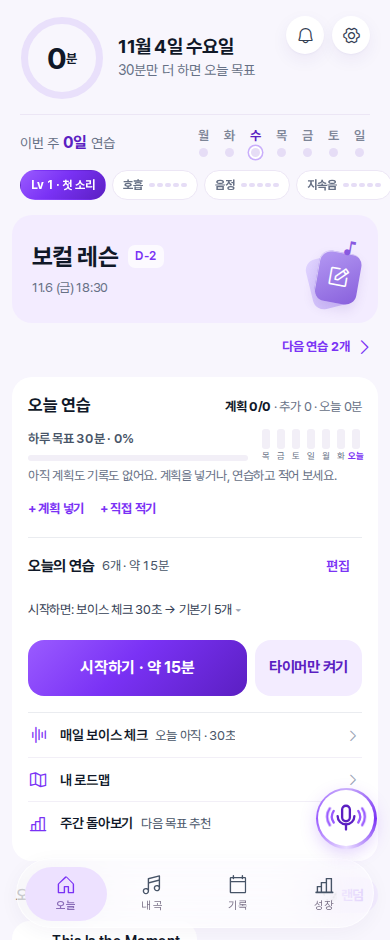 0분
11월 4일 수요일
30분만 더 하면 오늘 목표
이번 주 0일 연습
월 화 수 목 금 토 일
Lv 1 · 첫 소리
호흡
음정
지속음
보컬 레슨 D-2
11.6 (금) 18:30
다음 연습 2개
오늘 연습
계획 0/0 · 추가 0 · 오늘 0분
하루 목표 30분 · 0%
목 금 토 일 월 화 오늘
아직 계획도 기록도 없어요. 계획을 넣거나, 연습하고 적어 보세요.
+ 계획 넣기 + 직접 적기
오늘의 연습 6개 · 약 15분
편집
시작하면: 보이스 체크 30초 → 기본기 5개
시작하기 · 약 15분
타이머만 켜기
매일 보이스 체크 오늘 아직 · 30초
내 로드맵
주간 돌아보기 다음 목표 추천
오늘
내 곡
기록
성장
랜덤
This Is the Moment